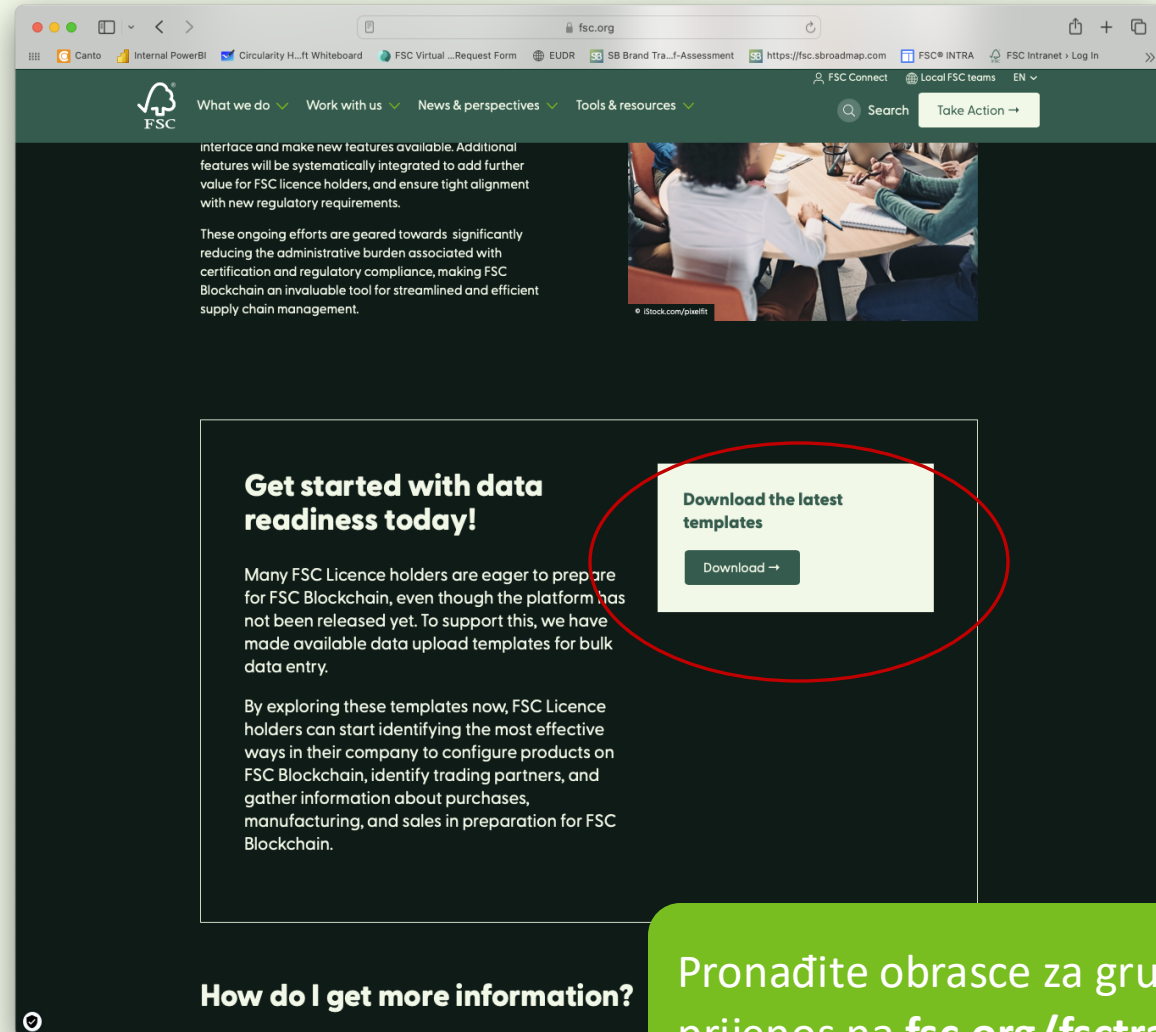 fsc.org
Canto
Internal PowerBI
Circularity H...ft Whiteboard
FSC Virtual ...Request Form
EUDR
SB Brand Tra...f-Assessment
https://fsc.sbroadmap.com
FSC® INTRA
FSC Intranet › Log In
FSC Connect
Local FSC teams
EN
FSC
What we do
Work with us
News & perspectives
Tools & resources
Search
Take Action →
interface and make new features available. Additional
features will be systematically integrated to add further
value for FSC licence holders, and ensure tight alignment
with new regulatory requirements.
These ongoing efforts are geared towards significantly
reducing the administrative burden associated with
certification and regulatory compliance, making FSC
Blockchain an invaluable tool for streamlined and efficient
supply chain management.
© iStock.com/pixelfit
Get started with data
readiness today!
Many FSC Licence holders are eager to prepare
for FSC Blockchain, even though the platform has
not been released yet. To support this, we have
made available data upload templates for bulk
data entry.
By exploring these templates now, FSC Licence
holders can start identifying the most effective
ways in their company to configure products on
FSC Blockchain, identify trading partners, and
gather information about purchases,
manufacturing, and sales in preparation for FSC
Blockchain.
Download the latest
templates
Download →
How do I get more information?
Pronađite obrasce za gru
prijenos na fsc.org/fsctra